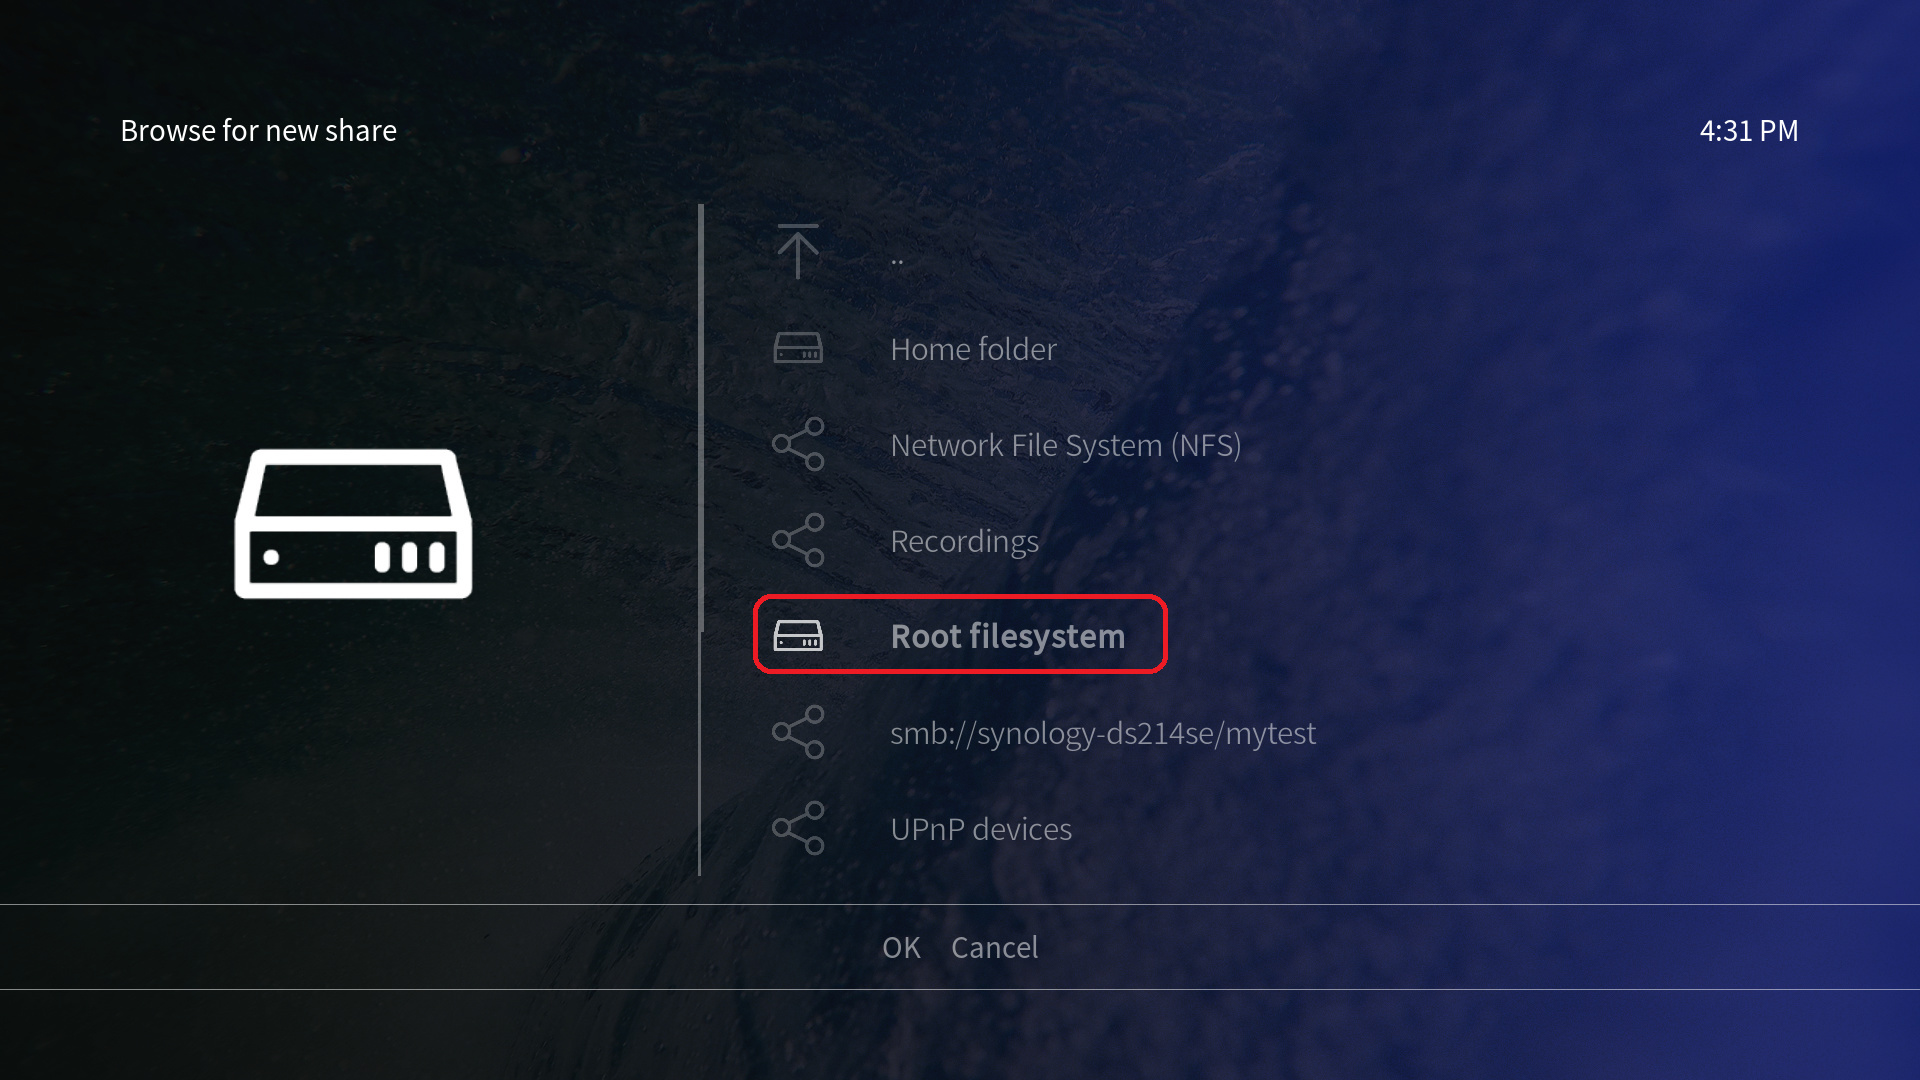 Browse for new share
4:31 PM
..
Home folder
Network File System (NFS)
Recordings
Root filesystem
smb://synology-ds214se/mytest
UPnP devices
OK Cancel